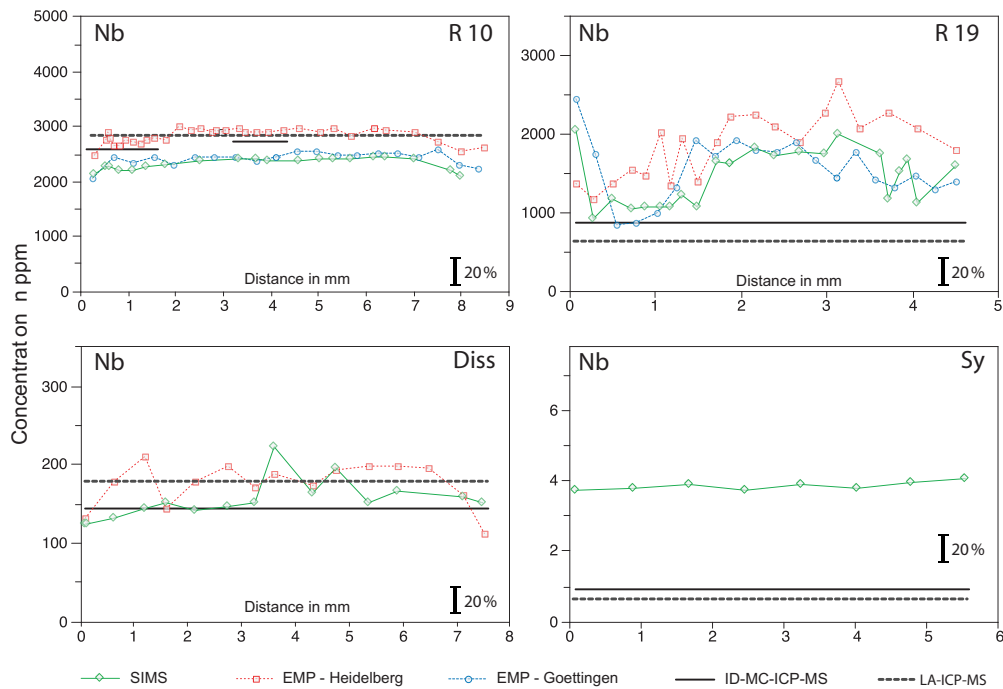 Concentration n ppm
Nb R 10
5000
4000
3000
2000
1000
0
Distance in mm
20%
0 1 2 3 4 5 6 7 8 9
Nb R 19
3000
2000
1000
0
Distance in mm
20%
0 1 2 3 4 5
Nb Diss
300
200
100
0
Distance in mm
20%
0 1 2 3 4 5 6 7 8
Nb Sy
6
4
2
0
20%
0 1 2 3 4 5 6
SIMS EMP - Heidelberg EMP - Goettingen ID-MC-ICP-MS LA-ICP-MS